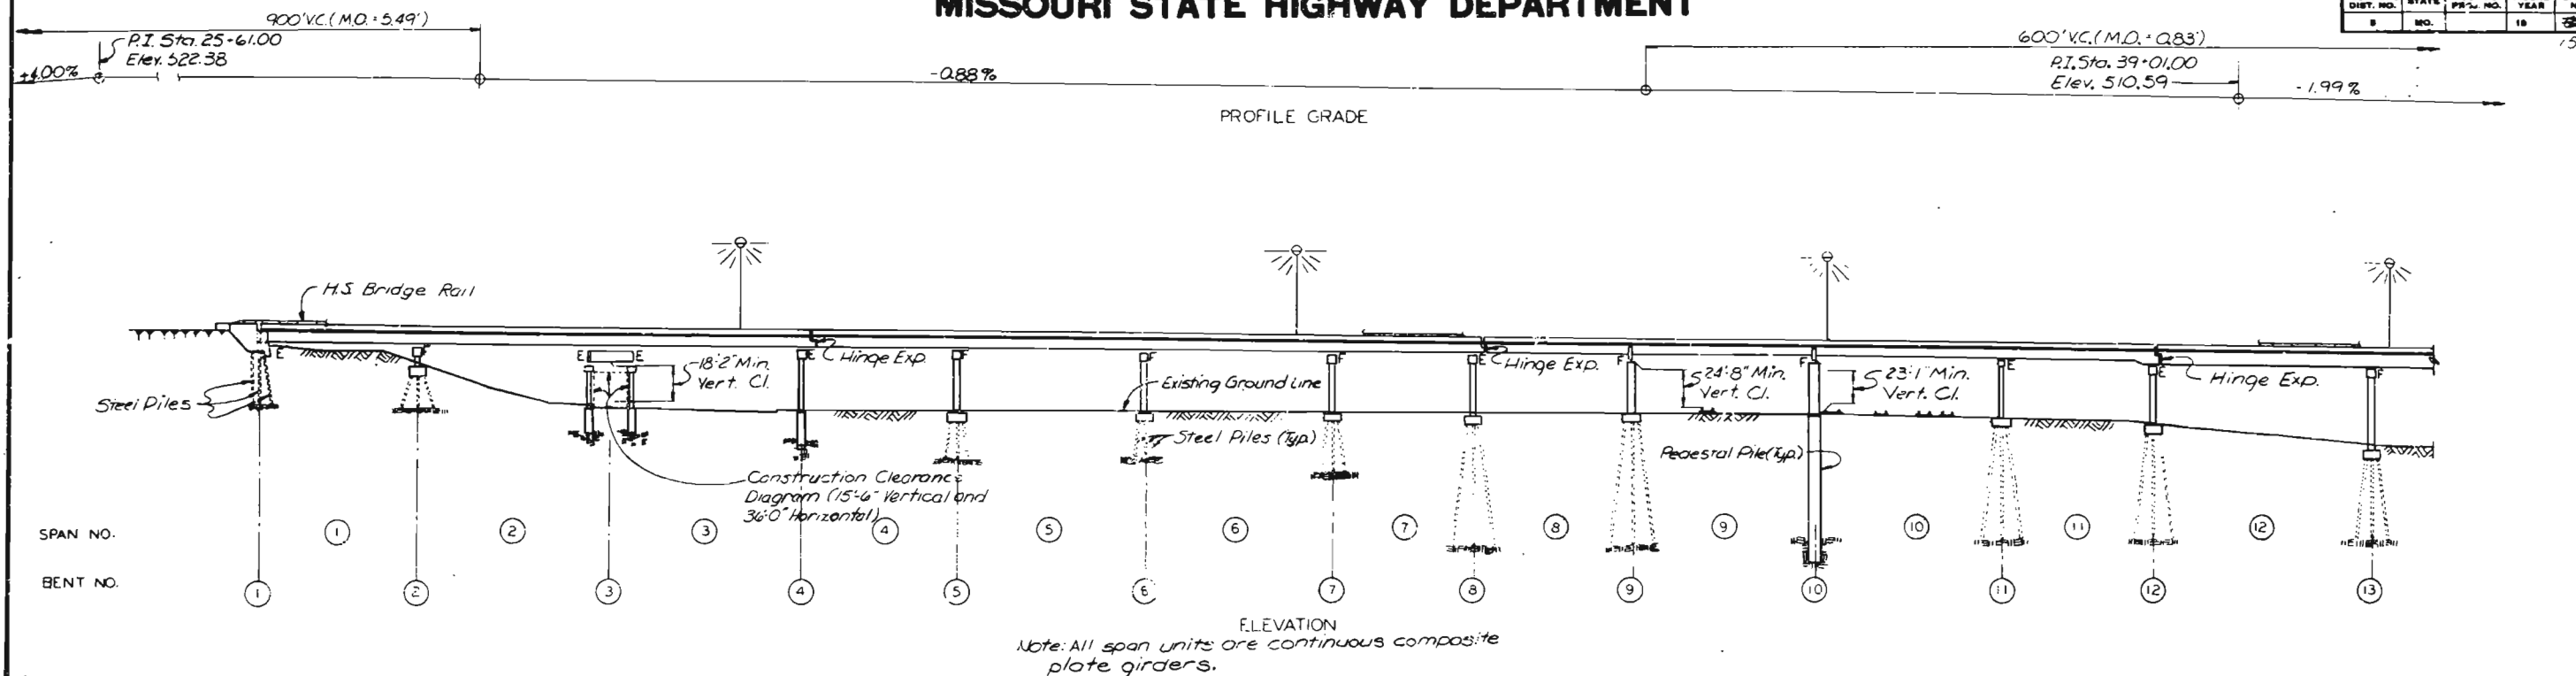 MISSOURI STATE HIGHWAY DEPARTMENT
DIST. NO. STATE NO. YEAR
MO. 19
900' V.C. (M.O. = 5.49')
P.I. Sta. 25+61.00
Elev. 522.38
+4.00%
-0.88%
600' V.C. (M.O. = 0.83')
P.I. Sta. 39+01.00
Elev. 510.59
-1.99%
PROFILE GRADE
H.S. Bridge Rail
E F E E E F F F E F F E E F
Hinge Exp.
Hinge Exp.
Hinge Exp.
18'-2" Min.
Vert. Cl.
24'-8" Min.
Vert. Cl.
23'-1" Min.
Vert. Cl.
Existing Ground Line
Steel Piles
Steel Piles (Typ.)
Pedestal Pile (Typ.)
Construction Clearance
Diagram (15'-6" Vertical and
36'-0" Horizontal)
SPAN NO. 1 2 3 4 5 6 7 8 9 10 11 12
BENT NO. 1 2 3 4 5 6 7 8 9 10 11 12 13
ELEVATION
Note: All span units are continuous composite
plate girders.